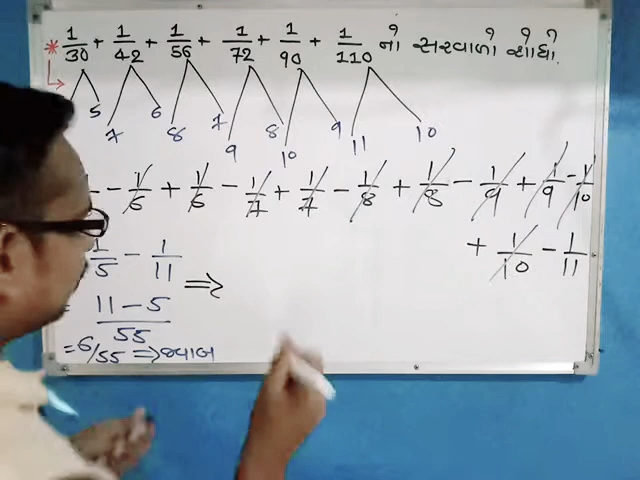 * 1/30 + 1/42 + 1/56 + 1/72 + 1/90 + 1/110 નો સરવાળો શોધો.
5 7 6 8 7 9 8 10 9 11 10
- 1/6 + 1/6 - 1/7 + 1/7 - 1/8 + 1/8 - 1/9 + 1/9 - 1/10
+ 1/10 - 1/11
1/5 - 1/11 ⇒
= 11 - 5 / 55
= 6/55 ⇒ જવાબ